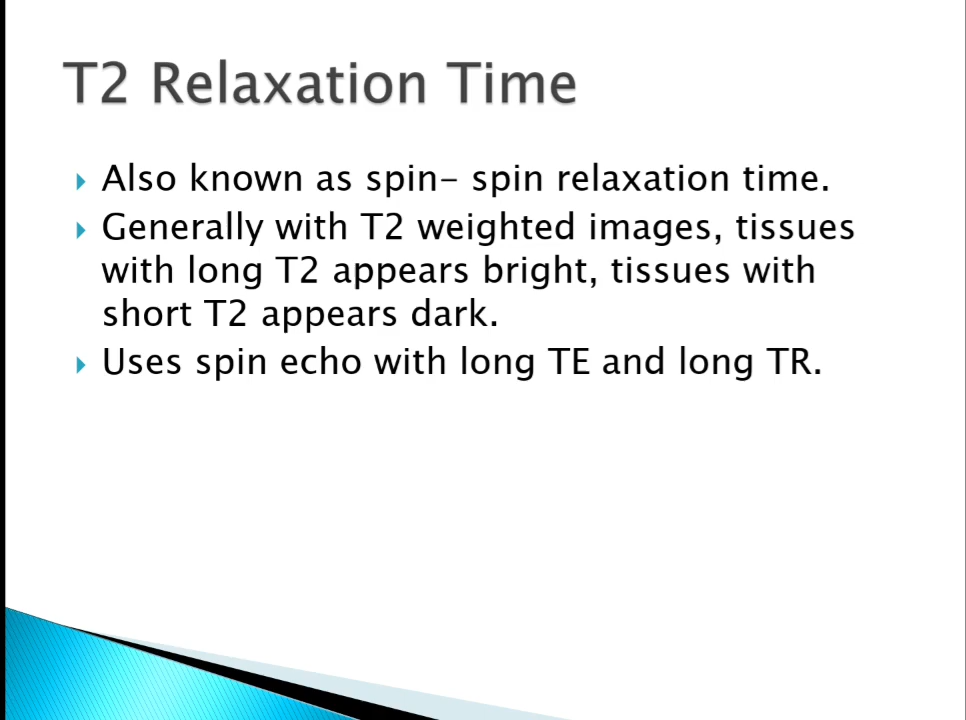 T2 Relaxation Time
Also known as spin- spin relaxation time.
Generally with T2 weighted images, tissues
with long T2 appears bright, tissues with
short T2 appears dark.
Uses spin echo with long TE and long TR.